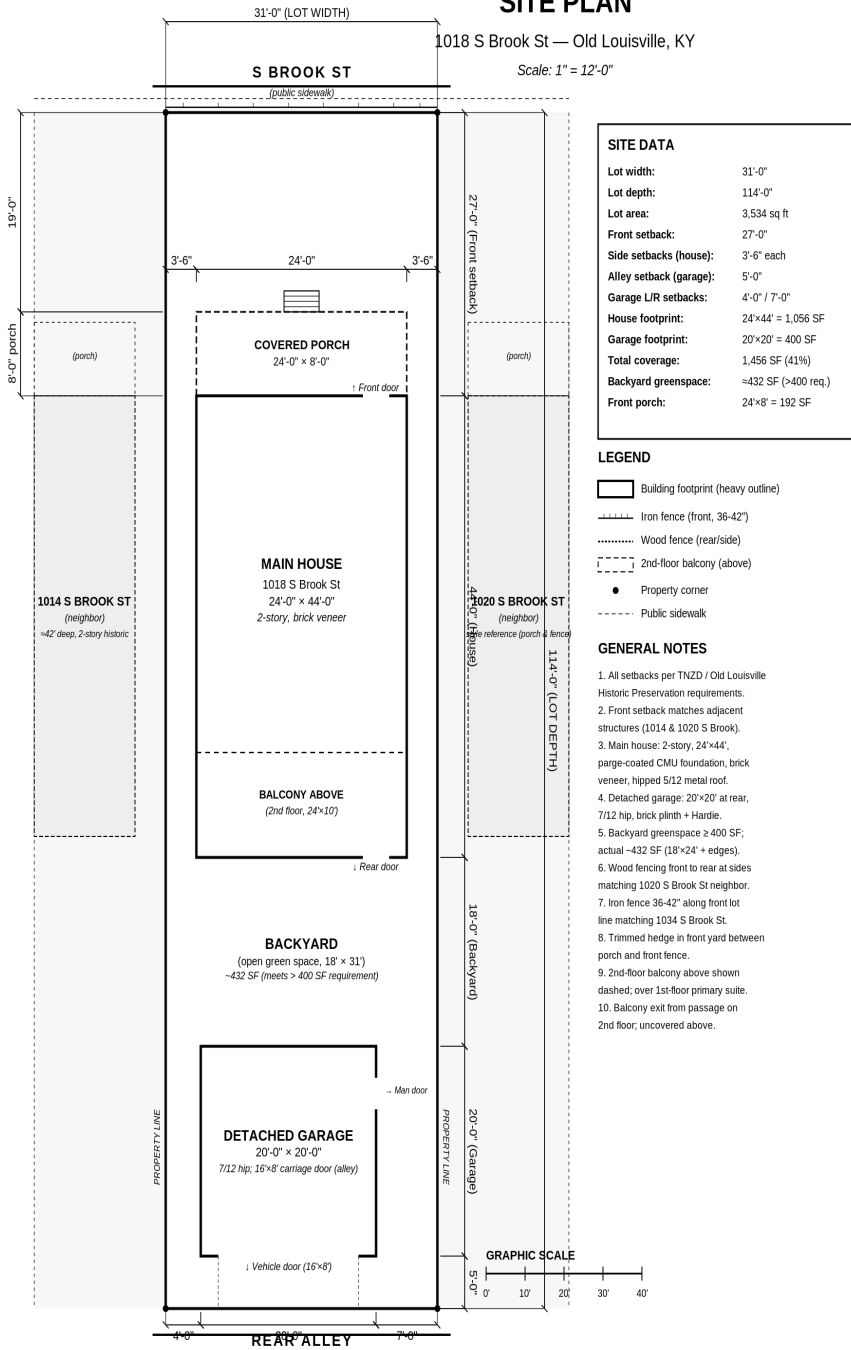 SITE PLAN
1018 S Brook St — Old Louisville, KY
Scale: 1" = 12'-0"
31'-0" (LOT WIDTH)
S BROOK ST
(public sidewalk)
19'-0"
8'-0" porch
3'-6"
24'-0"
3'-6"
27'-0" (Front setback)
COVERED PORCH
24'-0" × 8'-0"
↑ Front door
(porch)
(porch)
MAIN HOUSE
1018 S Brook St
24'-0" × 44'-0"
2-story, brick veneer
1014 S BROOK ST
(neighbor)
≈42' deep, 2-story historic
44'-0" (House)
1020 S BROOK ST
(neighbor)
style reference (porch & fence)
114'-0" (LOT DEPTH)
BALCONY ABOVE
(2nd floor, 24'×10')
↓ Rear door
BACKYARD
(open green space, 18' × 31')
~432 SF (meets > 400 SF requirement)
18'-0" (Backyard)
→ Man door
DETACHED GARAGE
20'-0" × 20'-0"
7/12 hip; 16'×8' carriage door (alley)
PROPERTY LINE
PROPERTY LINE
20'-0" (Garage)
↓ Vehicle door (16'×8')
5'-0"
4'-0"
20'-0"
7'-0"
REAR ALLEY
SITE DATA
Lot width: 31'-0"
Lot depth: 114'-0"
Lot area: 3,534 sq ft
Front setback: 27'-0"
Side setbacks (house): 3'-6" each
Alley setback (garage): 5'-0"
Garage L/R setbacks: 4'-0" / 7'-0"
House footprint: 24'×44' = 1,056 SF
Garage footprint: 20'×20' = 400 SF
Total coverage: 1,456 SF (41%)
Backyard greenspace: ≈432 SF (>400 req.)
Front porch: 24'×8' = 192 SF
LEGEND
Building footprint (heavy outline)
Iron fence (front, 36-42")
Wood fence (rear/side)
2nd-floor balcony (above)
Property corner
Public sidewalk
GENERAL NOTES
1. All setbacks per TNZD / Old Louisville
Historic Preservation requirements.
2. Front setback matches adjacent
structures (1014 & 1020 S Brook).
3. Main house: 2-story, 24'×44',
parge-coated CMU foundation, brick
veneer, hipped 5/12 metal roof.
4. Detached garage: 20'×20' at rear,
7/12 hip, brick plinth + Hardie.
5. Backyard greenspace ≥ 400 SF;
actual ~432 SF (18'×24' + edges).
6. Wood fencing front to rear at sides
matching 1020 S Brook St neighbor.
7. Iron fence 36-42" along front lot
line matching 1034 S Brook St.
8. Trimmed hedge in front yard between
porch and front fence.
9. 2nd-floor balcony above shown
dashed; over 1st-floor primary suite.
10. Balcony exit from passage on
2nd floor; uncovered above.
GRAPHIC SCALE
0' 10' 20' 30' 40'